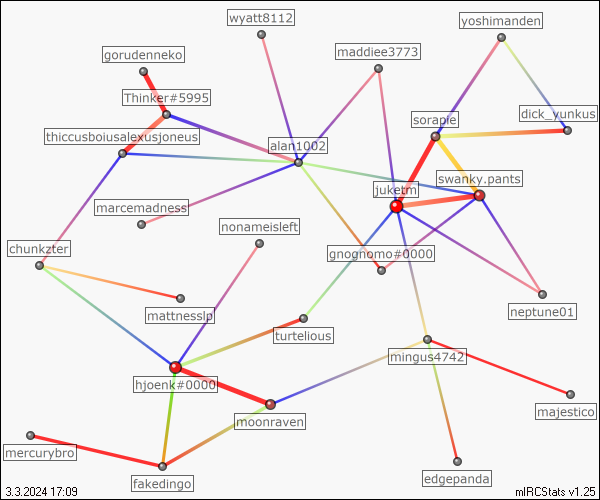 wyatt8112
yoshimanden
gorudenneko
maddiee3773
Thinker#5995
sorapie
dick_yunkus
thiccusboiusalexusjoneus
alan1002
swanky.pants
juketm
marcemadness
nonameisleft
chunkzter
gnognomo#0000
mattnesslp
neptune01
turtelious
mingus4742
hjoenk#0000
majestico
moonraven
mercurybro
edgepanda
fakedingo
3.3.2024 17:09
mIRCStats v1.25